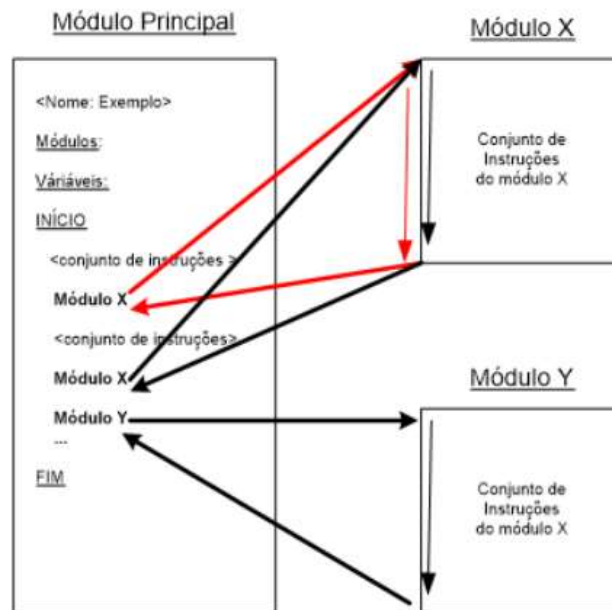 Módulo Principal
<Nome: Exemplo>
Módulos:
Váriáveis:
INÍCIO
<conjunto de instruções >
Módulo X
<conjunto de instruções>
Módulo X
Módulo Y
...
FIM
Módulo X
Conjunto de
Instruções
do módulo X
Módulo Y
Conjunto de
Instruções
do módulo X